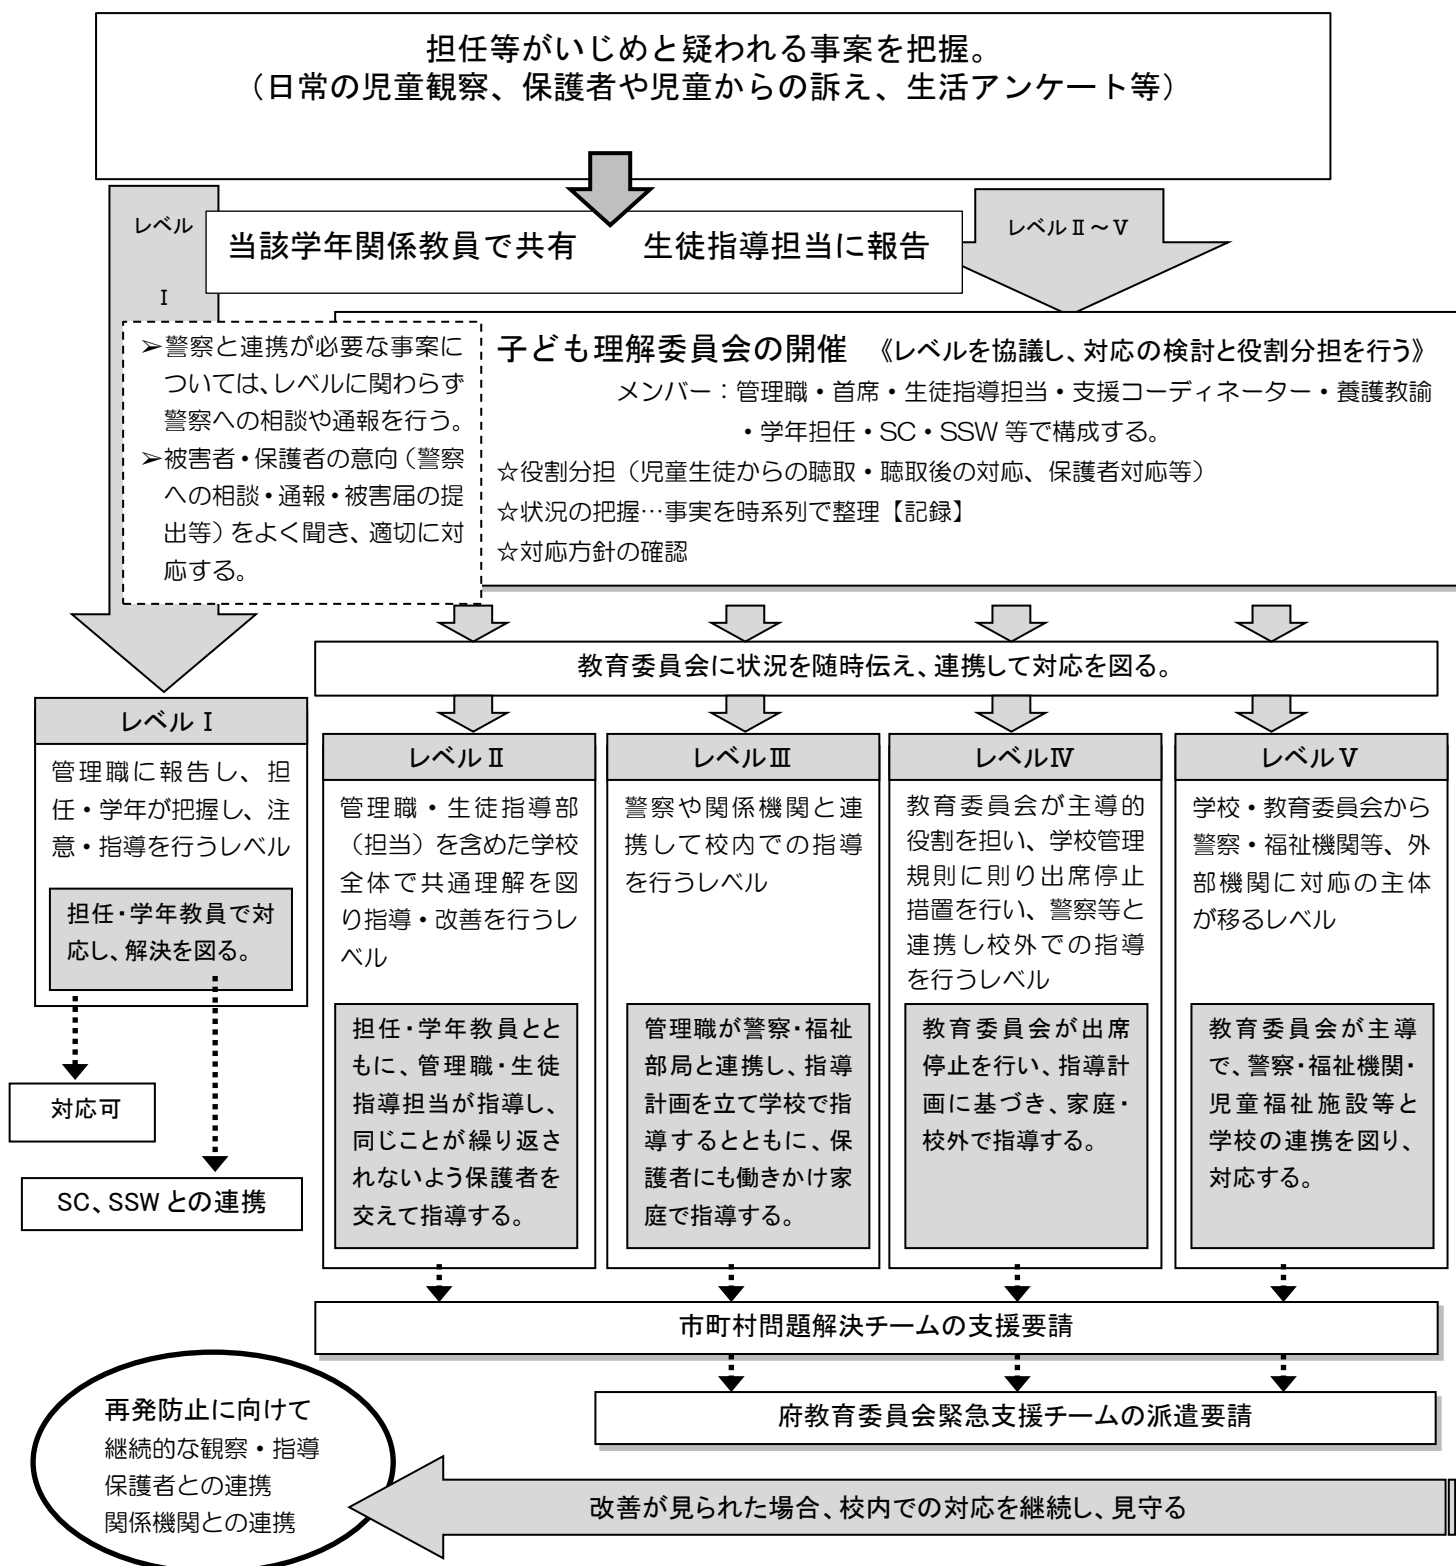 担任等がいじめと疑われる事案を把握。
（日常の児童観察、保護者や児童からの訴え、生活アンケート等）
レベル
Ⅰ
当該学年関係教員で共有　　生徒指導担当に報告
レベルⅡ～Ⅴ
➢警察と連携が必要な事案に
ついては、レベルに関わらず
警察への相談や通報を行う。
➢被害者・保護者の意向（警察
への相談・通報・被害届の提
出等）をよく聞き、適切に対
応する。
子ども理解委員会の開催　《レベルを協議し、対応の検討と役割分担を行う》
メンバー：管理職・首席・生徒指導担当・支援コーディネーター・養護教諭
・学年担任・SC・SSW 等で構成する。
☆役割分担（児童生徒からの聴取・聴取後の対応、保護者対応等）
☆状況の把握…事実を時系列で整理【記録】
☆対応方針の確認
教育委員会に状況を随時伝え、連携して対応を図る。
レベル Ⅰ
管理職に報告し、担
任・学年が把握し、注
意・指導を行うレベル
担任・学年教員で対
応し、解決を図る。
対応可
SC、SSW との連携
レベル Ⅱ
管理職・生徒指導部
（担当）を含めた学校
全体で共通理解を図
り指導・改善を行うレ
ベル
担任・学年教員とと
もに、管理職・生徒
指導担当が指導し、
同じことが繰り返さ
れないよう保護者を
交えて指導する。
レベルⅢ
警察や関係機関と連
携して校内での指導
を行うレベル
管理職が警察・福祉
部局と連携し、指導
計画を立て学校で指
導するとともに、保
護者にも働きかけ家
庭で指導する。
レベルⅣ
教育委員会が主導的
役割を担い、学校管理
規則に則り出席停止
措置を行い、警察等と
連携し校外での指導
を行うレベル
教育委員会が出席
停止を行い、指導計
画に基づき、家庭・
校外で指導する。
レベル Ⅴ
学校・教育委員会から
警察・福祉機関等、外
部機関に対応の主体
が移るレベル
教育委員会が主導
で、警察・福祉機関・
児童福祉施設等と
学校の連携を図り、
対応する。
市町村問題解決チームの支援要請
府教育委員会緊急支援チームの派遣要請
再発防止に向けて
継続的な観察・指導
保護者との連携
関係機関との連携
改善が見られた場合、校内での対応を継続し、見守る